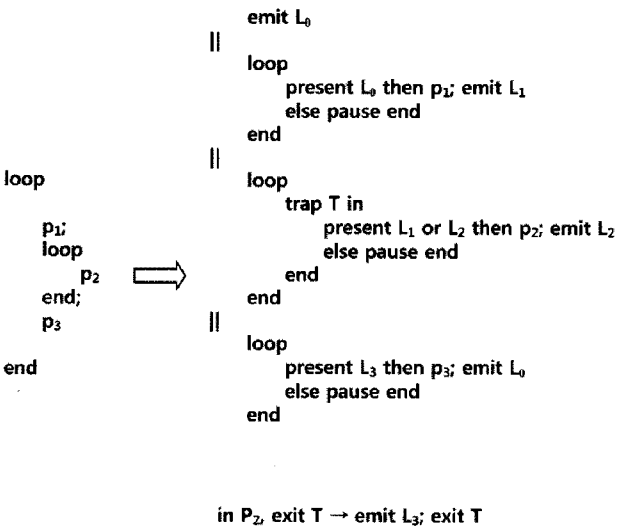 loop
p₁;
loop
p₂
end;
p₃
end
emit L₀
||
loop
present L₀ then p₁; emit L₁
else pause end
end
||
loop
trap T in
present L₁ or L₂ then p₂; emit L₂
else pause end
end
end
||
loop
present L₃ then p₃; emit L₀
else pause end
end
in P₂, exit T → emit L₃; exit T